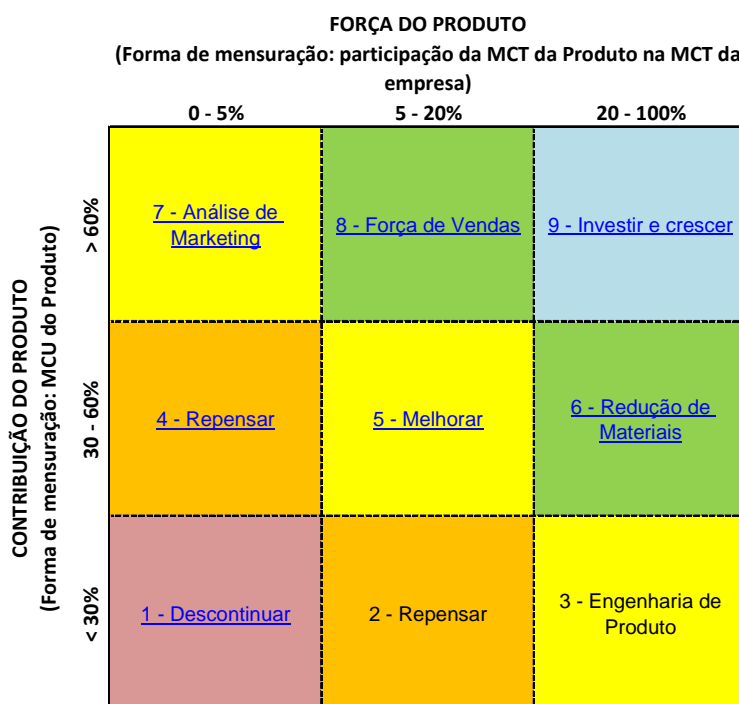 FORÇA DO PRODUTO
(Forma de mensuração: participação da MCT da Produto na MCT da
empresa)
0 - 5%
5 - 20%
20 - 100%
CONTRIBUIÇÃO DO PRODUTO
(Forma de mensuração: MCU do Produto)
> 60%
7 - Análise de
Marketing
8 - Força de Vendas
9 - Investir e crescer
30 - 60%
4 - Repensar
5 - Melhorar
6 - Redução de
Materiais
< 30%
1 - Descontinuar
2 - Repensar
3 - Engenharia de
Produto